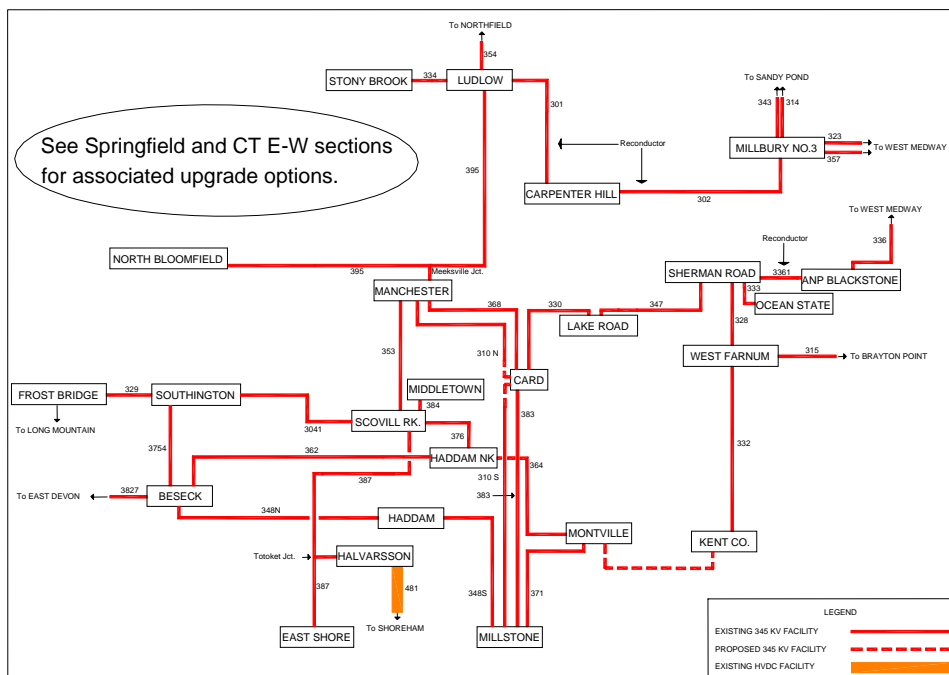 To NORTHFIELD
354
STONY BROOK
334
LUDLOW
301
To SANDY POND
343
314
See Springfield and CT E-W sections
for associated upgrade options.
Reconductor
323
MILLBURY NO.3
To WEST MEDWAY
357
395
CARPENTER HILL
302
To WEST MEDWAY
336
NORTH BLOOMFIELD
395
Meeksville Jct.
Reconductor
SHERMAN ROAD
3361
ANP BLACKSTONE
333
OCEAN STATE
MANCHESTER
368
330
347
LAKE ROAD
328
353
310 N
WEST FARNUM
315
To BRAYTON POINT
CARD
FROST BRIDGE
329
SOUTHINGTON
MIDDLETOWN
384
383
To LONG MOUNTAIN
3041
SCOVILL RK.
376
3754
362
HADDAM NK
364
332
387
310 S
To EAST DEVON
3827
BESECK
383
348N
HADDAM
MONTVILLE
KENT CO.
Totoket Jct.
HALVARSSON
387
481
348S
371
To SHOREHAM
EAST SHORE
MILLSTONE
LEGEND
EXISTING 345 KV FACILITY
PROPOSED 345 KV FACILITY
EXISTING HVDC FACILITY